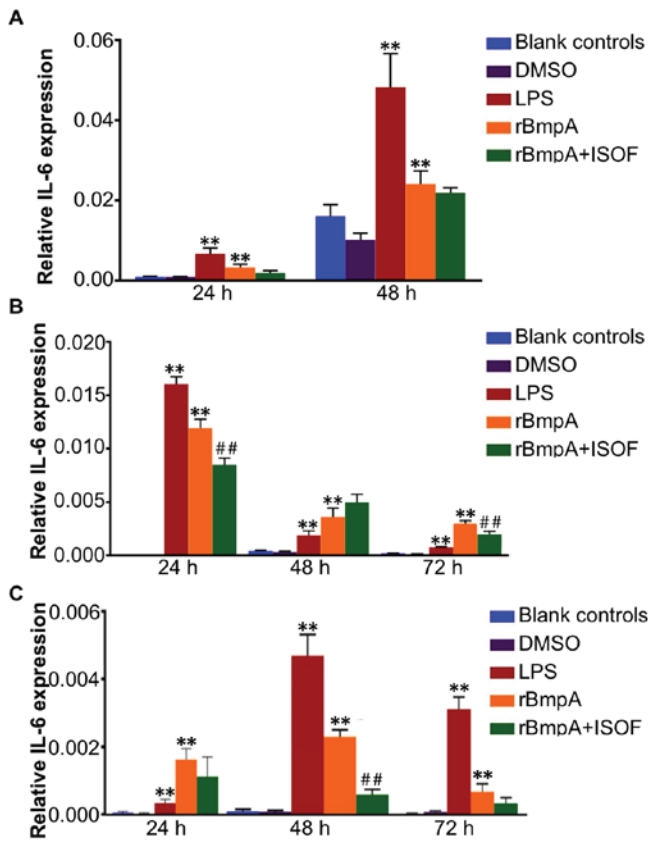 A
Relative IL-6 expression
0.06
0.04
0.02
0.00
** ** ** **
24 h 48 h
Blank controls
DMSO
LPS
rBmpA
rBmpA+ISOF
B
Relative IL-6 expression
0.020
0.015
0.010
0.005
0.000
** ** ## ** ** ** ** ##
24 h 48 h 72 h
Blank controls
DMSO
LPS
rBmpA
rBmpA+ISOF
C
Relative IL-6 expression
0.006
0.004
0.002
0.000
** ** ** ** ## ** **
24 h 48 h 72 h
Blank controls
DMSO
LPS
rBmpA
rBmpA+ISOF